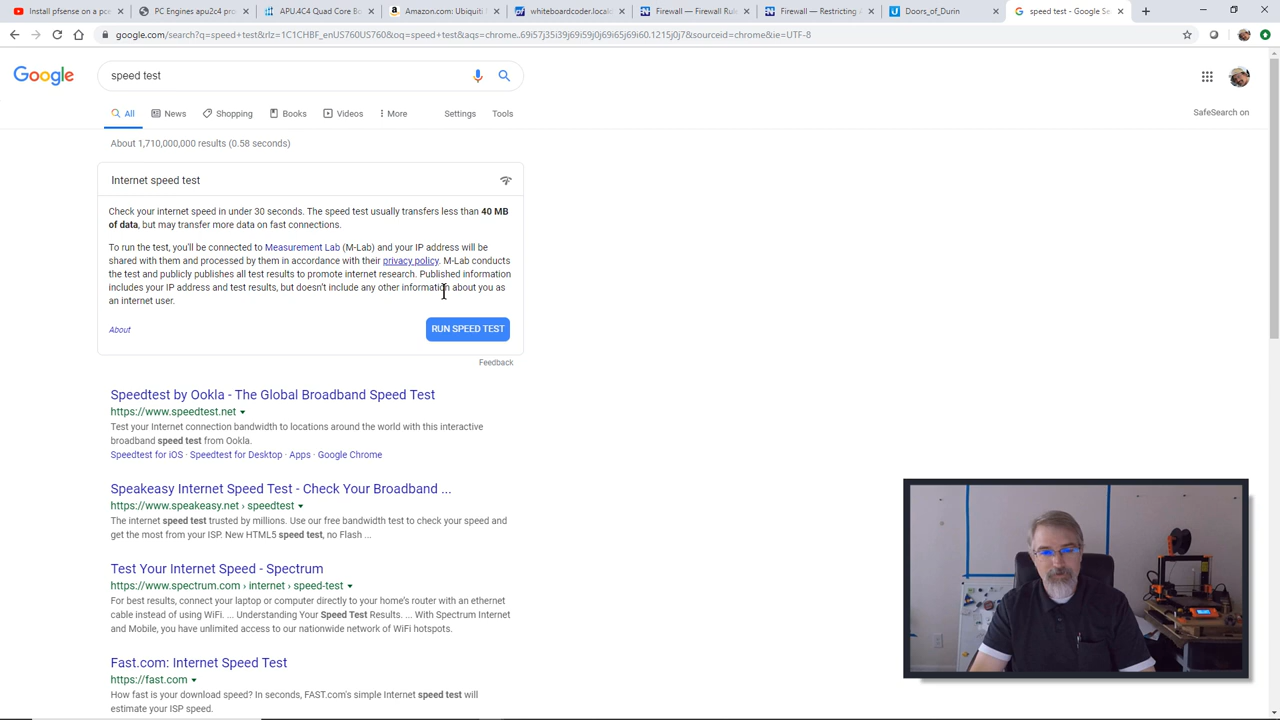 Install pfsense on a pce
PC Engines apu2c4 pro
APU.4C4 Quad Core Bo
Amazon.com: Ubiquiti A
whiteboardcoder.locald
Firewall — Firewall Rule
Firewall — Restricting A
Doors_of_Durin
speed test - Google Se
google.com/search?q=speed+test&rlz=1C1CHBF_enUS760US760&oq=speed+test&aqs=chrome..69i57j35i39j69i59j0j69i65j69i60.1215j0j7&sourceid=chrome&ie=UTF-8
Google
speed test
All
News
Shopping
Books
Videos
More
Settings
Tools
SafeSearch on
About 1,710,000,000 results (0.58 seconds)
Internet speed test
Check your internet speed in under 30 seconds. The speed test usually transfers less than 40 MB
of data, but may transfer more data on fast connections.
To run the test, you'll be connected to Measurement Lab (M-Lab) and your IP address will be
shared with them and processed by them in accordance with their privacy policy. M-Lab conducts
the test and publicly publishes all test results to promote internet research. Published information
includes your IP address and test results, but doesn't include any other information about you as
an internet user.
About
RUN SPEED TEST
Feedback
Speedtest by Ookla - The Global Broadband Speed Test
https://www.speedtest.net
Test your Internet connection bandwidth to locations around the world with this interactive
broadband speed test from Ookla.
Speedtest for iOS · Speedtest for Desktop · Apps · Google Chrome
Speakeasy Internet Speed Test - Check Your Broadband ...
https://www.speakeasy.net › speedtest
The internet speed test trusted by millions. Use our free bandwidth test to check your speed and
get the most from your ISP. New HTML5 speed test, no Flash ...
Test Your Internet Speed - Spectrum
https://www.spectrum.com › internet › speed-test
For best results, connect your laptop or computer directly to your home's router with an ethernet
cable instead of using WiFi. ... Understanding Your Speed Test Results. ... With Spectrum Internet
and Mobile, you have unlimited access to our nationwide network of WiFi hotspots.
Fast.com: Internet Speed Test
https://fast.com
How fast is your download speed? In seconds, FAST.com's simple Internet speed test will
estimate your ISP speed.